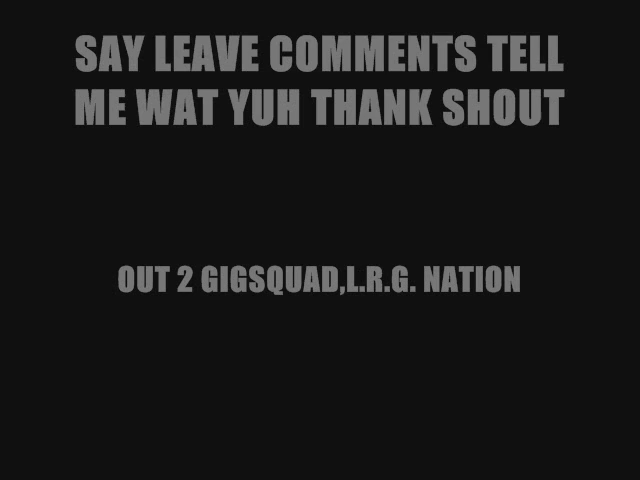 SAY LEAVE COMMENTS TELL
ME WAT YUH THANK SHOUT
OUT 2 GIGSQUAD,L.R.G. NATION